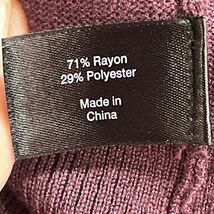 71% Rayon
29% Polyester
Made in
China